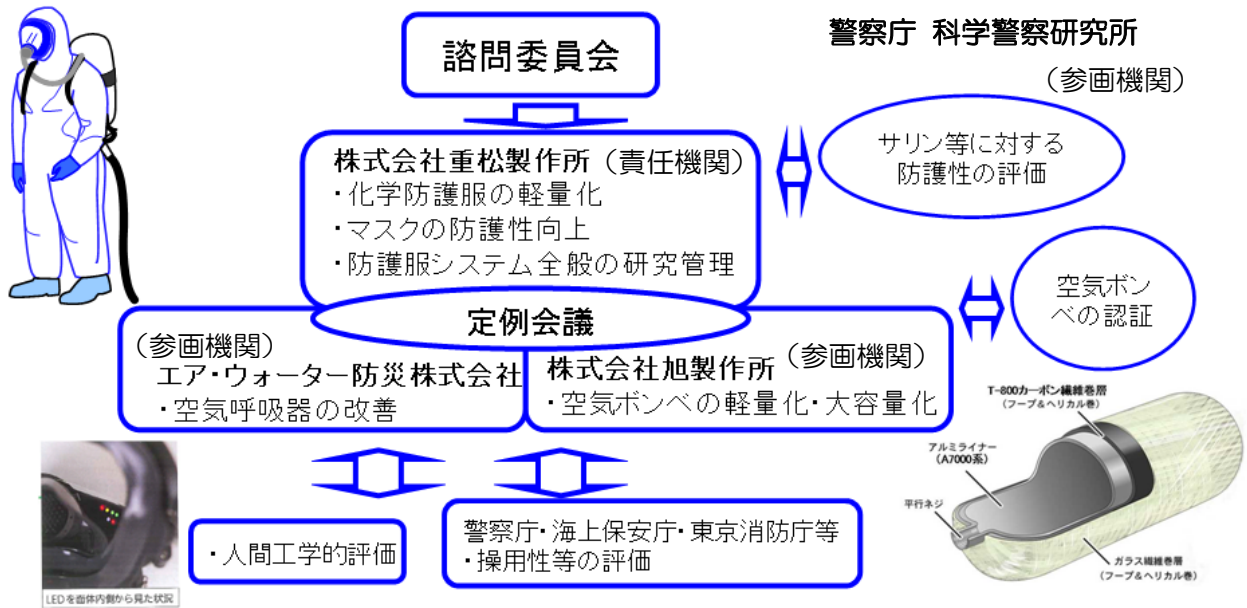 諮問委員会
警察庁 科学警察研究所
(参画機関)
サリン等に対する
防護性の評価
株式会社重松製作所(責任機関)
・化学防護服の軽量化
・マスクの防護性向上
・防護服システム全般の研究管理
空気ボン
ベの認証
定例会議
(参画機関)
エア・ウォーター防災株式会社
・空気呼吸器の改善
株式会社旭製作所(参画機関)
・空気ボンベの軽量化・大容量化
T-800カーボン繊維巻層
(フープ&ヘリカル巻)
アルミライナー
(A7000系)
平行ネジ
ガラス繊維巻層
(フープ&ヘリカル巻)
・人間工学的評価
警察庁・海上保安庁・東京消防庁等
・操用性等の評価
LEDを面体内側から見た状況